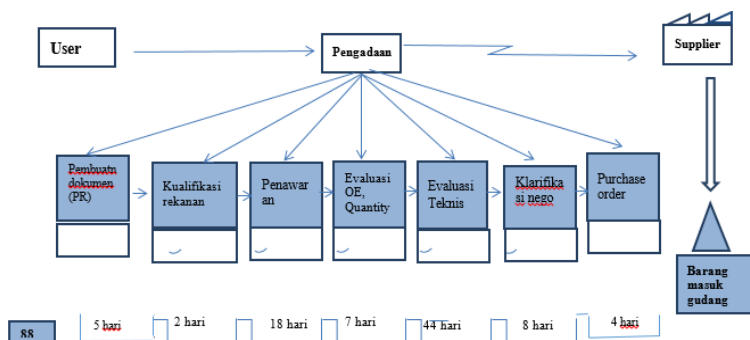 User
Pengadaan
Supplier
Pembuatn
dokumen
(PR)
Kualifikasi
rekanan
Penawar
an
Evaluasi
OE,
Quantity
Evaluasi
Teknis
Klarifika
si nego
Purchase
order
Barang
masuk
gudang
88
5 hari
2 hari
18 hari
7 hari
44 hari
8 hari
4 hari